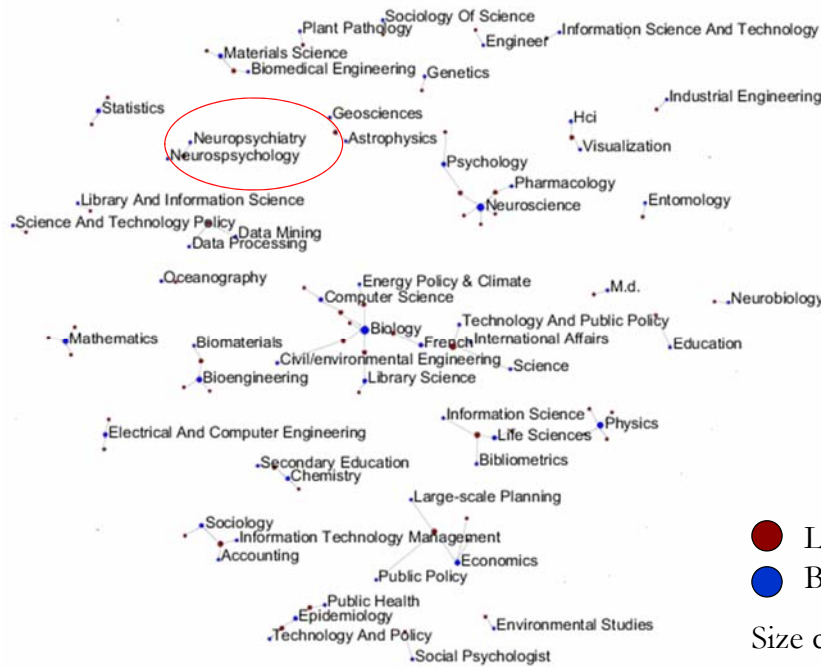 Sociology Of Science
Plant Pathology
Information Science And Technology
Engineer
Materials Science
Biomedical Engineering
Genetics
Industrial Engineering
Statistics
Geosciences
Hci
Neuropsychiatry
Astrophysics
Visualization
Neurospsychology
Psychology
Pharmacology
Library And Information Science
Neuroscience
Entomology
Science And Technology Policy
Data Mining
Data Processing
Oceanography
Energy Policy & Climate
M.d.
Computer Science
Neurobiology
Technology And Public Policy
Biology
Mathematics
Biomaterials
French
International Affairs
Education
Civil/environmental Engineering
Science
Bioengineering
Library Science
Information Science
Physics
Electrical And Computer Engineering
Life Sciences
Secondary Education
Bibliometrics
Chemistry
Large-scale Planning
Sociology
Information Technology Management
L
Accounting
Economics
Public Policy
B
Public Health
Epidemiology
Environmental Studies
Size
Technology And Policy
Social Psychologist